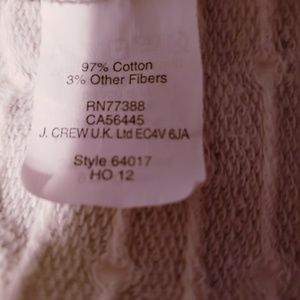 97% Cotton
3% Other Fibers
RN77388
CA56445
J. CREW U.K. Ltd EC4V 6JA
Style 64017
HO 12